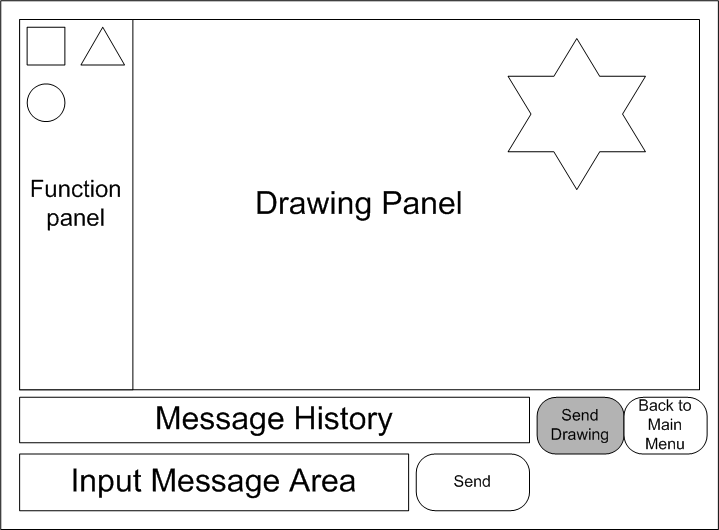 Function
panel
Drawing Panel
Message History
Send
Drawing
Back to
Main
Menu
Input Message Area
Send